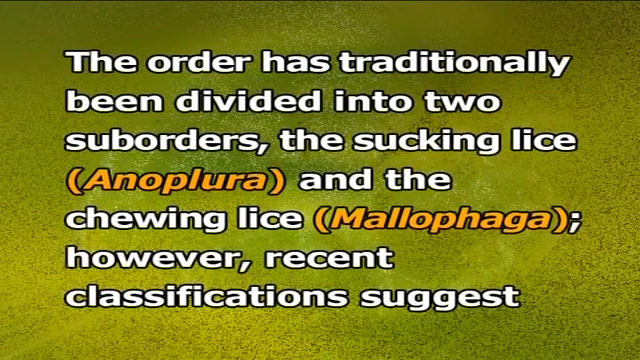 The order has traditionally
been divided into two
suborders, the sucking lice
(Anoplura) and the
chewing lice (Mallophaga);
however, recent
classifications suggest